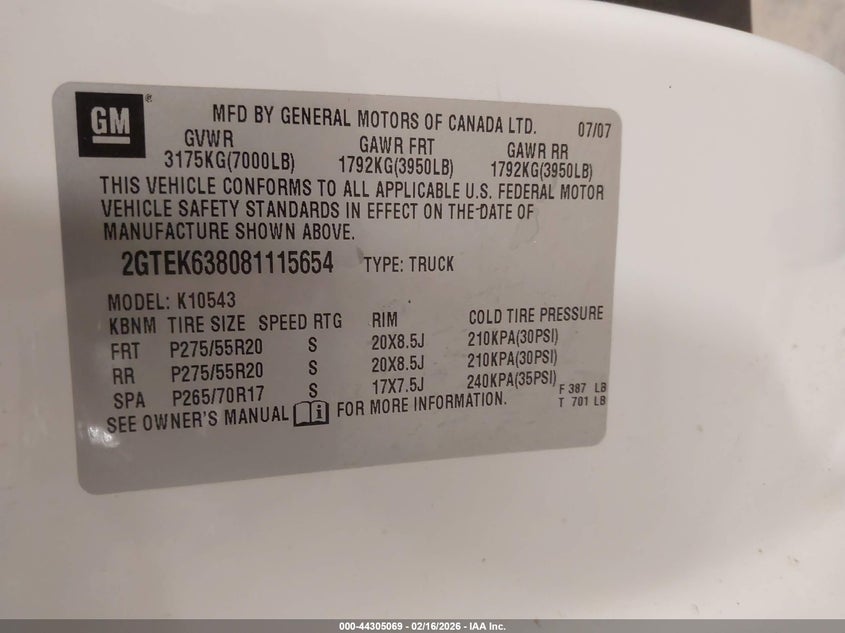 GM®
MFD BY GENERAL MOTORS OF CANADA LTD. 07/07
GVWR GAWR FRT GAWR RR
3175KG(7000LB) 1792KG(3950LB) 1792KG(3950LB)
THIS VEHICLE CONFORMS TO ALL APPLICABLE U.S. FEDERAL MOTOR
VEHICLE SAFETY STANDARDS IN EFFECT ON THE DATE OF
MANUFACTURE SHOWN ABOVE.
2GTEK638081115654 TYPE: TRUCK
MODEL: K10543
KBNM TIRE SIZE SPEED RTG RIM COLD TIRE PRESSURE
FRT P275/55R20 S 20X8.5J 210KPA(30PSI)
RR P275/55R20 S 20X8.5J 210KPA(30PSI)
SPA P265/70R17 S 17X7.5J 240KPA(35PSI)
F 387 LB
T 701 LB
SEE OWNER'S MANUAL i FOR MORE INFORMATION.
000-44305069 - 02/16/2026 - IAA Inc.